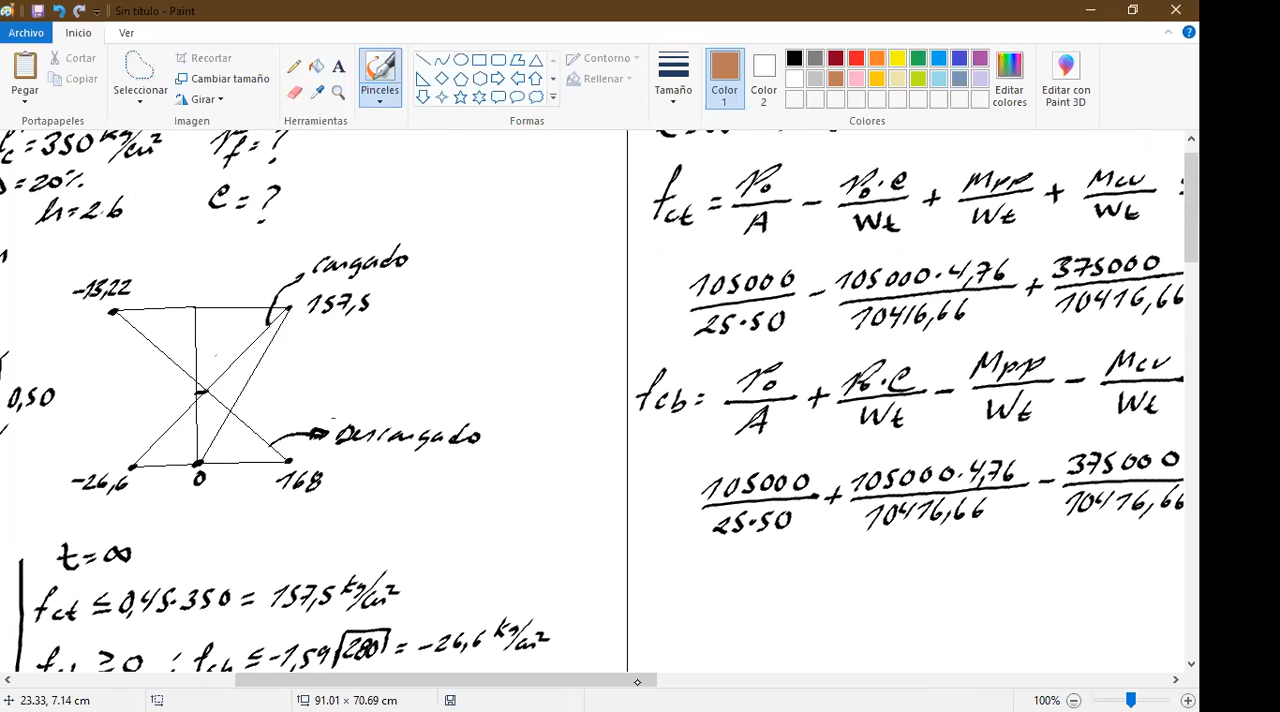 Sin título - Paint
Archivo Inicio Ver
Pegar
Cortar
Copiar
Portapapeles
Seleccionar
Recortar
Cambiar tamaño
Girar
Imagen
A
Herramientas
Pinceles
Contorno
Rellenar
Formas
Tamaño
Color 1
Color 2
Editar colores
Editar con Paint 3D
Colores
f'c = 350 kg/cm²
Pf = ?
= 20%
h = 2·b
e = ?
-13,22
cargado
157,5
0,50
Descargado
-26,6
0
168
t = ∞
fct ≤ 0,45·350 = 157,5 kg/cm²
≥ 0 ; fcb ≤ -1,59 √280 = -26,6 kg/cm²
fct = Po/A - Po·e/Wt + Mpp/Wt + Mcv/Wt =
105000/25·50 - 105000·4,76/10416,66 + 375000/10416,66
fcb = Po/A + Po·e/Wt - Mpp/Wt - Mcv/Wt
105000/25·50 + 105000·4,76/10416,66 - 375000/10416,66
23.33, 7.14 cm
91.01 × 70.69 cm
100%